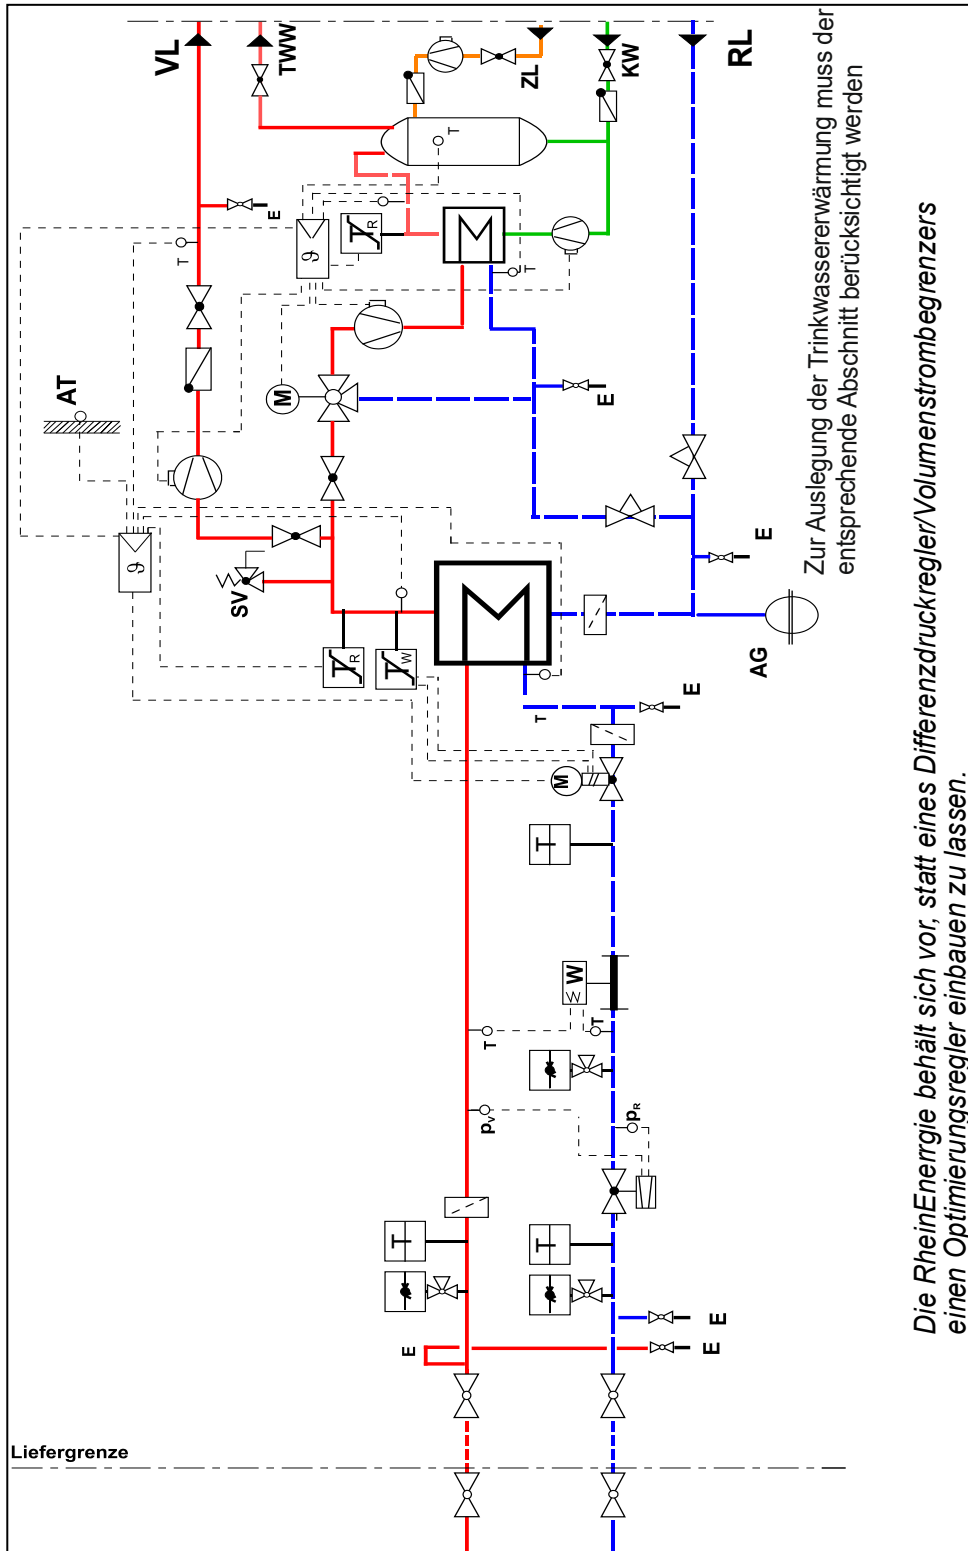 VL
TWW
ZL
KW
RL
T
E
T
R
ϑ
M
T
AT
M
E
ϑ
SV
E
M
T
R
T
W
AG
E
T
M
T
W
T
T
pV
pR
T
T
E
E
E
Liefergrenze
Zur Auslegung der Trinkwassererwärmung muss der
entsprechende Abschnitt berücksichtigt werden
Die RheinEnergie behält sich vor, statt eines Differenzdruckregler/Volumenstrombegrenzers
einen Optimierungsregler einbauen zu lassen.